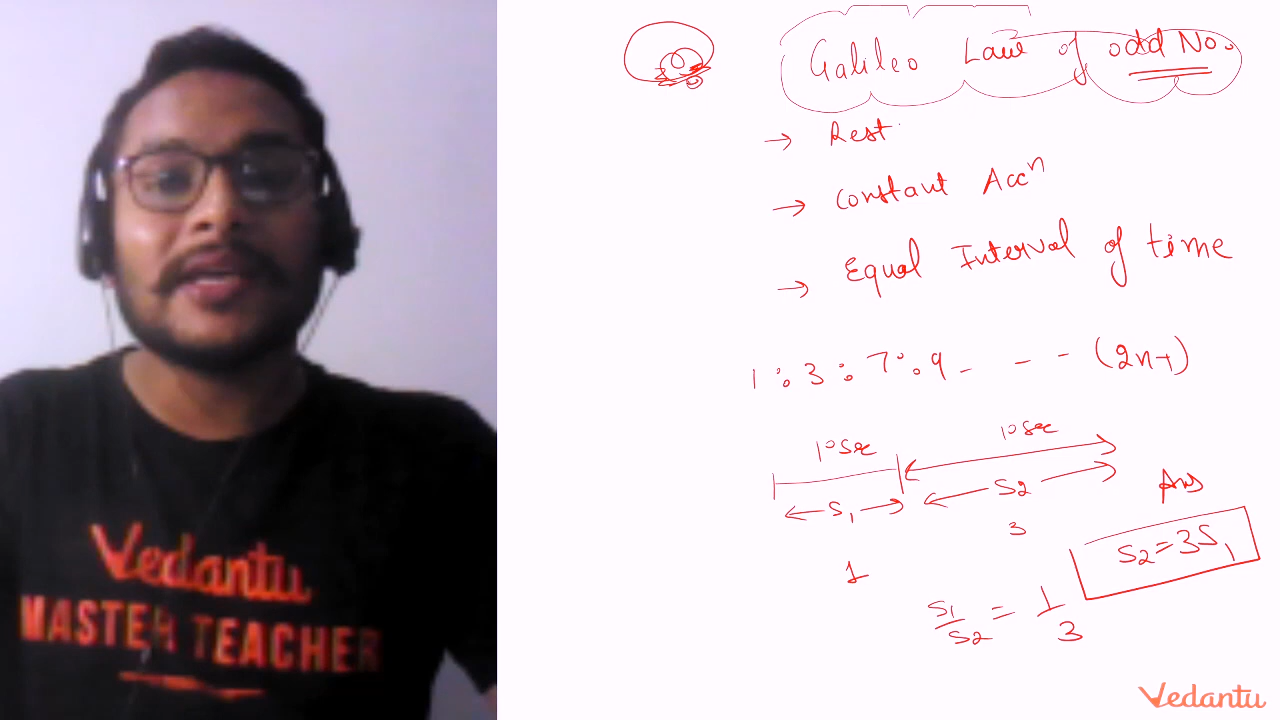 Galileo Law of odd No.
→ Rest
→ Constant Accⁿ
→ Equal Interval of time
1 : 3 : 7 : 9 - - - (2n-1)
10 sec 10 sec
S₁ S₂
3
1
Ans
S₂ = 3S₁
S₁/S₂ = 1/3
Vedantu
MASTER TEACHER
Vedantu